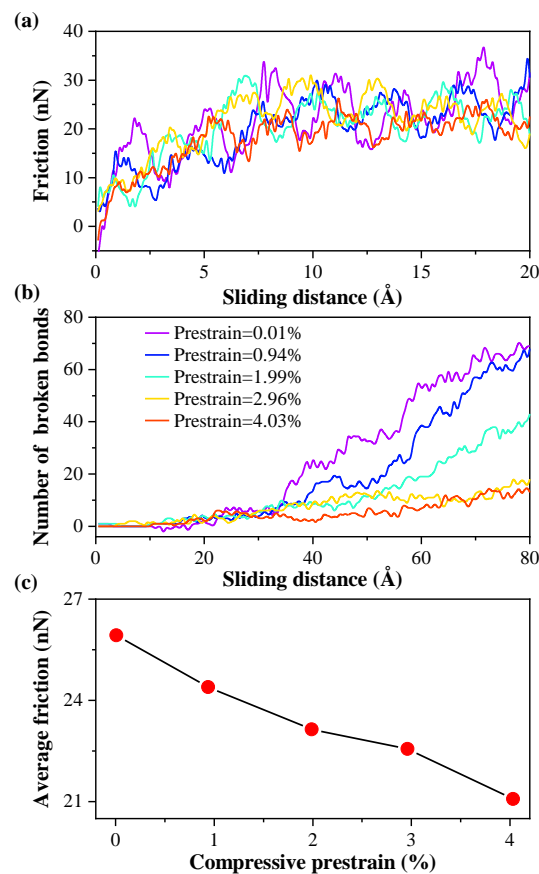 (a)
40
30
20
10
0
Friction (nN)
0 5 10 15 20
Sliding distance (Å)
(b)
80
60
40
20
0
Number of broken bonds
Prestrain=0.01%
Prestrain=0.94%
Prestrain=1.99%
Prestrain=2.96%
Prestrain=4.03%
0 20 40 60 80
Sliding distance (Å)
(c)
27
24
21
Average friction (nN)
0 1 2 3 4
Compressive prestrain (%)